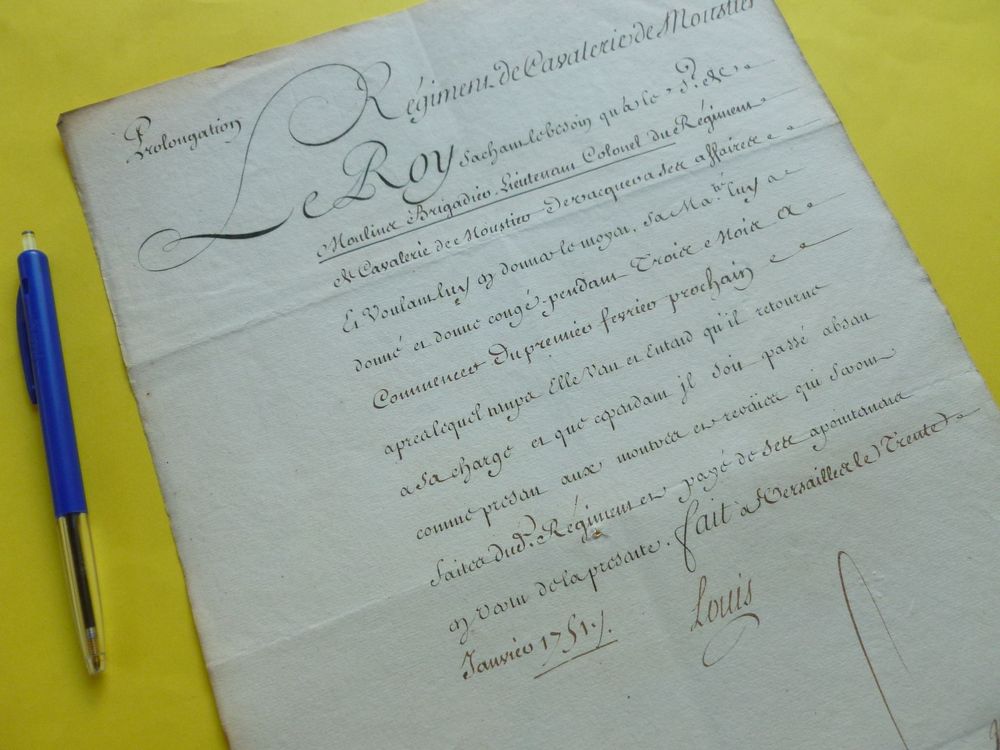 Prolongation
Régiment de Cavalerie de Moustier
Le Roy sachant le besoin qu'a le S.r de
Moulinet Brigadier Lieutenant Colonel du Régiment
de Cavalerie de Moustier de vacquer a ses affaires
Et Voulant luy en donner le moyen, sa Ma.té luy a
donné et donne congé pendant Trois Mois a
Commencer Du premier fevrier prochain
apres lequel temps Elle Veut et Entend qu'il retourne
a sa charge et que cependant jl soit passé absent
comme present aux montres et reveües qui seront
faites dud. Régiment et payé de ses apointemens
en vertu de la presente. fait à Versailles le Trente
Janvier 1751./.
Louis